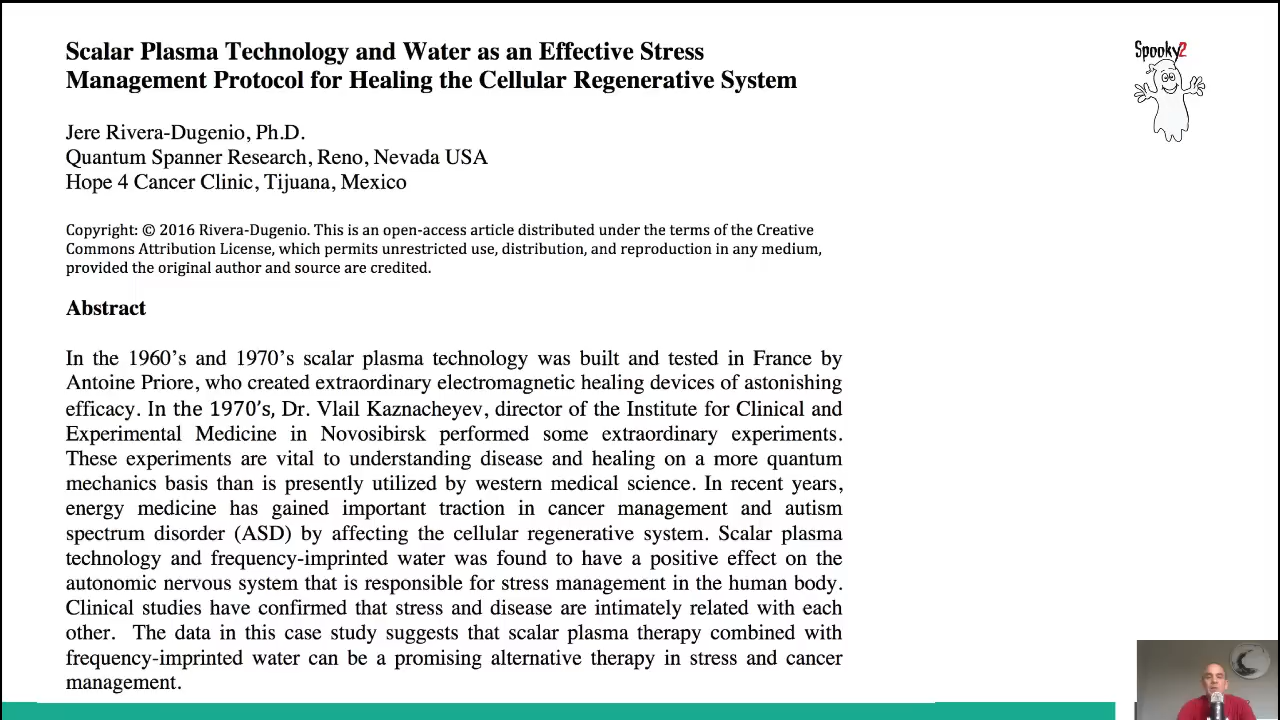 Scalar Plasma Technology and Water as an Effective Stress
Management Protocol for Healing the Cellular Regenerative System
Spooky2
Jere Rivera-Dugenio, Ph.D.
Quantum Spanner Research, Reno, Nevada USA
Hope 4 Cancer Clinic, Tijuana, Mexico
Copyright: © 2016 Rivera-Dugenio. This is an open-access article distributed under the terms of the Creative
Commons Attribution License, which permits unrestricted use, distribution, and reproduction in any medium,
provided the original author and source are credited.
Abstract
In the 1960's and 1970's scalar plasma technology was built and tested in France by
Antoine Priore, who created extraordinary electromagnetic healing devices of astonishing
efficacy. In the 1970's, Dr. Vlail Kaznacheyev, director of the Institute for Clinical and
Experimental Medicine in Novosibirsk performed some extraordinary experiments.
These experiments are vital to understanding disease and healing on a more quantum
mechanics basis than is presently utilized by western medical science. In recent years,
energy medicine has gained important traction in cancer management and autism
spectrum disorder (ASD) by affecting the cellular regenerative system. Scalar plasma
technology and frequency-imprinted water was found to have a positive effect on the
autonomic nervous system that is responsible for stress management in the human body.
Clinical studies have confirmed that stress and disease are intimately related with each
other. The data in this case study suggests that scalar plasma therapy combined with
frequency-imprinted water can be a promising alternative therapy in stress and cancer
management.